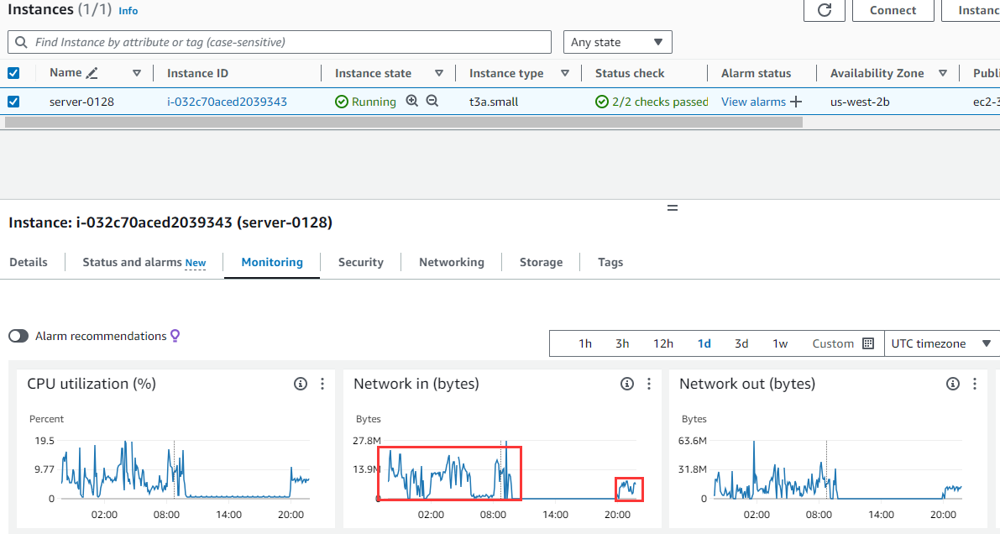 Instances (1/1) Info
Connect
Instanc
Find Instance by attribute or tag (case-sensitive)
Any state
Name Instance ID Instance state Instance type Status check Alarm status Availability Zone Publi
server-0128 i-032c70aced2039343 Running t3a.small 2/2 checks passed View alarms + us-west-2b ec2-3
Instance: i-032c70aced2039343 (server-0128)
Details Status and alarms New Monitoring Security Networking Storage Tags
Alarm recommendations
1h 3h 12h 1d 3d 1w Custom UTC timezone
CPU utilization (%)
Percent
19.5
9.77
0
02:00 08:00 14:00 20:00
Network in (bytes)
Bytes
27.8M
13.9M
0
02:00 08:00 14:00 20:00
Network out (bytes)
Bytes
63.6M
31.8M
0
02:00 08:00 14:00 20:00